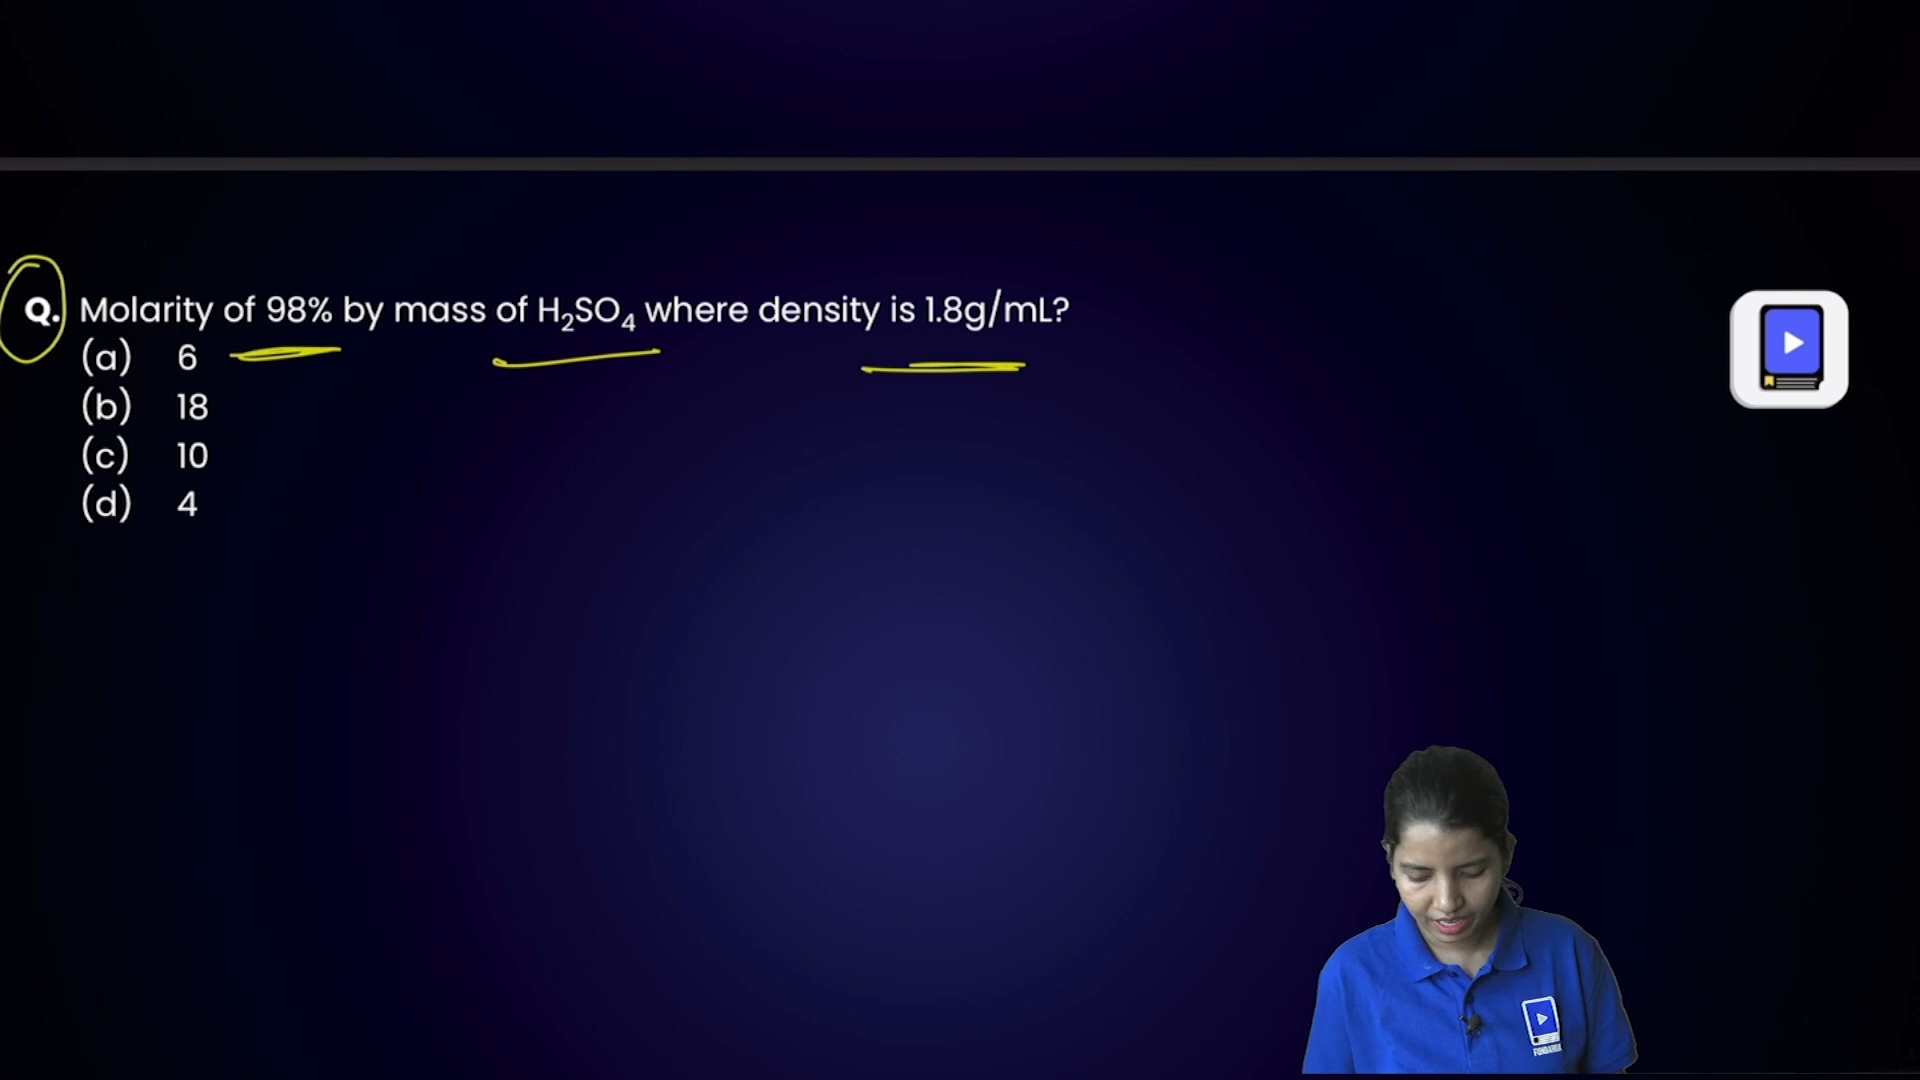 Q. Molarity of 98% by mass of H₂SO₄ where density is 1.8g/mL?
(a) 6
(b) 18
(c) 10
(d) 4